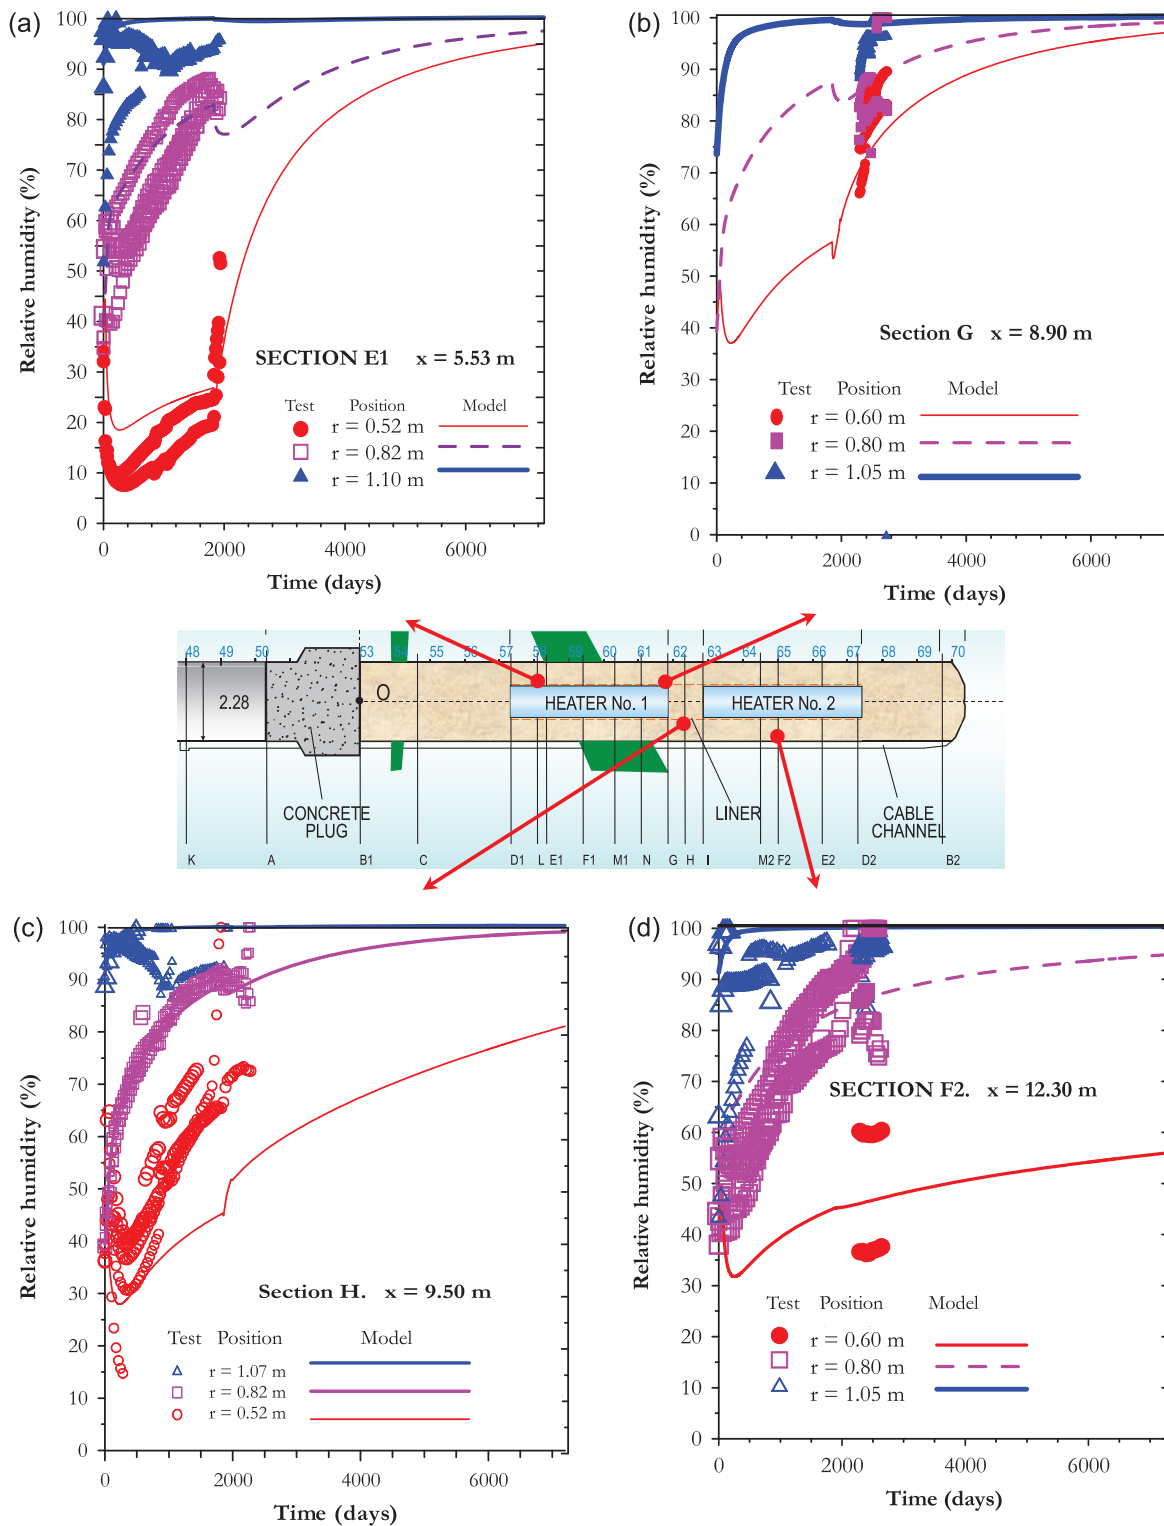 (a)
100
90
80
70
60
50
40
30
20
10
0
Relative humidity (%)
SECTION E1 x = 5.53 m
Test Position Model
r = 0.52 m
r = 0.82 m
r = 1.10 m
0 2000 4000 6000
Time (days)
(b)
100
90
80
70
60
50
40
30
20
10
0
Relative humidity (%)
Section G x = 8.90 m
Test Position Model
r = 0.60 m
r = 0.80 m
r = 1.05 m
0 2000 4000 6000
Time (days)
48 49 50 53 54 55 56 57 58 59 60 61 62 63 64 65 66 67 68 69 70
2.28
O
HEATER No. 1
HEATER No. 2
CONCRETE
PLUG
LINER
CABLE
CHANNEL
K A B1 C D1 L E1 F1 M1 N G H I M2 F2 E2 D2 B2
(c)
100
90
80
70
60
50
40
30
20
10
0
Relative humidity (%)
Section H. x = 9.50 m
Test Position Model
r = 1.07 m
r = 0.82 m
r = 0.52 m
0 2000 4000 6000
Time (days)
(d)
100
90
80
70
60
50
40
30
20
10
0
Relative humidity (%)
SECTION F2. x = 12.30 m
Test Position Model
r = 0.60 m
r = 0.80 m
r = 1.05 m
0 2000 4000 6000
Time (days)